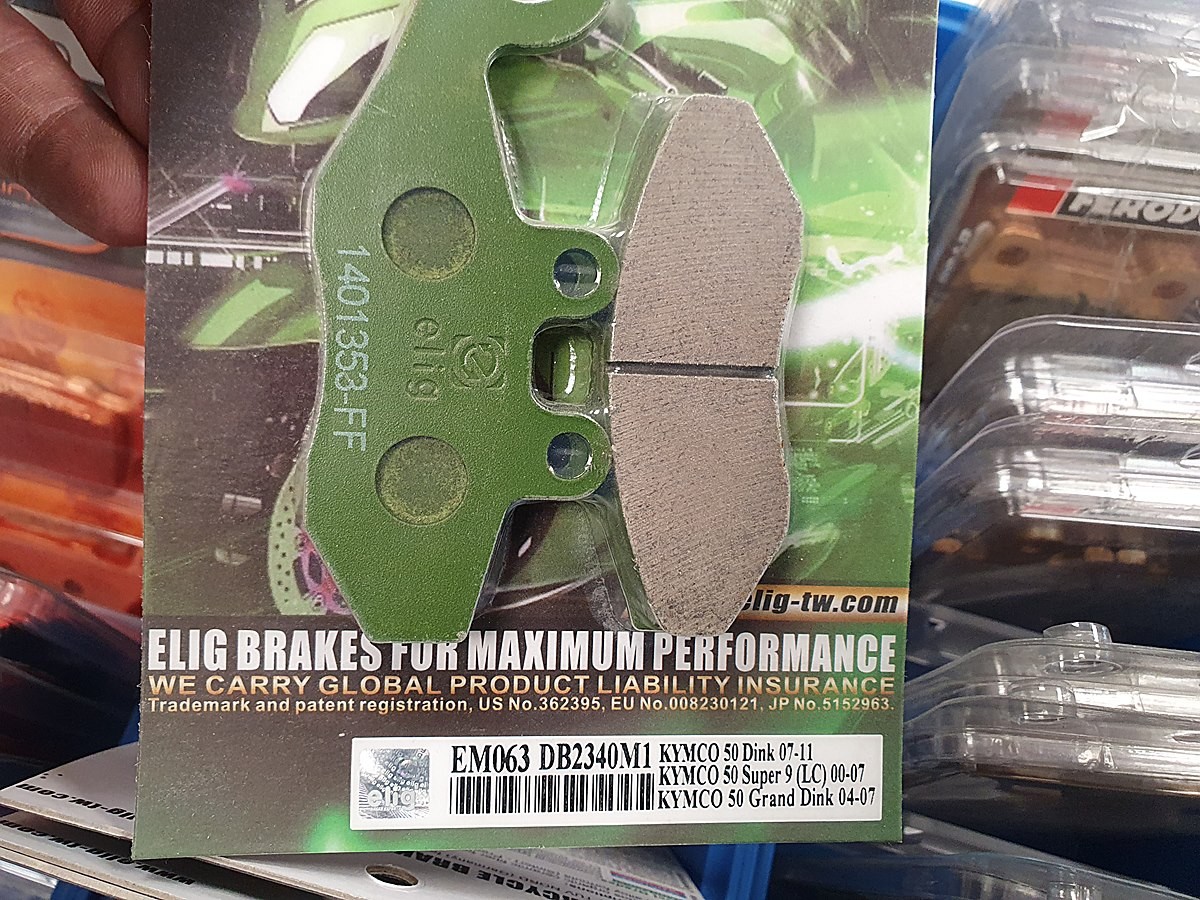 FERODO
1401353-FF
elig
elig-tw.com
ELIG BRAKES FOR MAXIMUM PERFORMANCE
WE CARRY GLOBAL PRODUCT LIABILITY INSURANCE
Trademark and patent registration, US No.362395, EU No.008230121, JP No.5152963.
EM063 DB2340M1
KYMCO 50 Dink 07-11
KYMCO 50 Super 9 (LC) 00-07
KYMCO 50 Grand Dink 04-07
elig